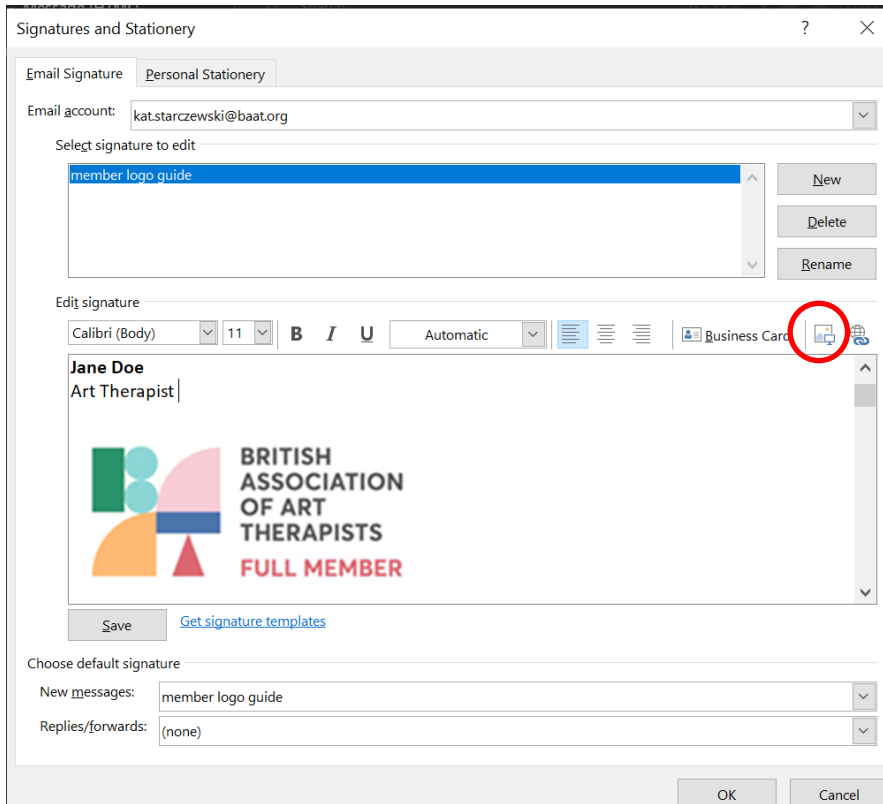 Signatures and Stationery ?
Email Signature Personal Stationery
Email account: kat.starczewski@baat.org
Select signature to edit
member logo guide
New
Delete
Rename
Edit signature
Calibri (Body) 11 B I U Automatic Business Card
Jane Doe
Art Therapist
BRITISH
ASSOCIATION
OF ART
THERAPISTS
FULL MEMBER
Save Get signature templates
Choose default signature
New messages: member logo guide
Replies/forwards: (none)
OK Cancel